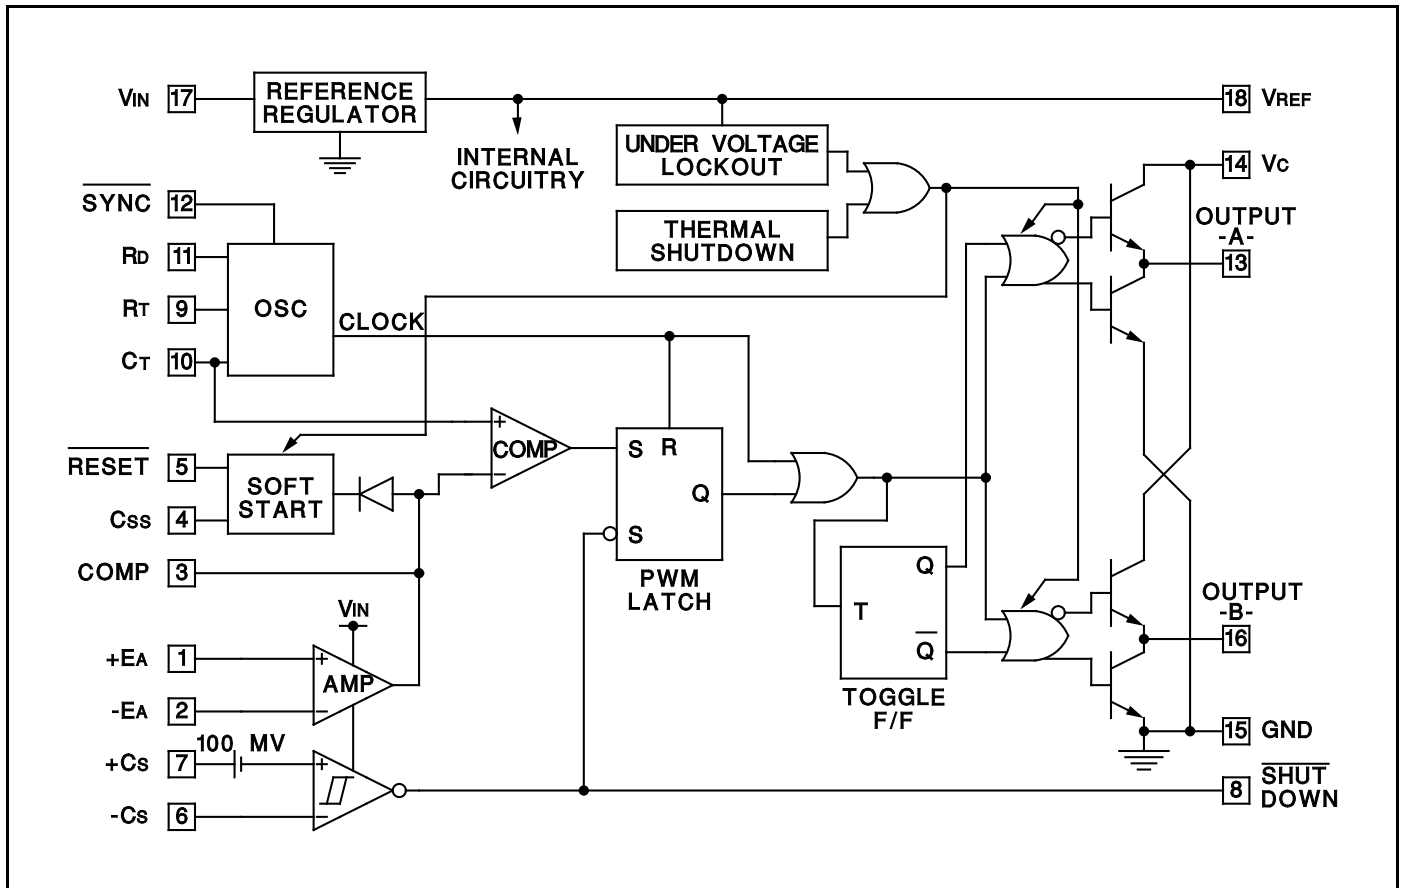 VIN 17
REFERENCE
REGULATOR
18 VREF
INTERNAL
CIRCUITRY
UNDER VOLTAGE
LOCKOUT
14 VC
SYNC 12
THERMAL
SHUTDOWN
OUTPUT
-A-
13
RD 11
RT 9
OSC
CLOCK
CT 10
+
COMP
-
S R
Q
S
PWM
LATCH
RESET 5
SOFT
START
CSS 4
COMP 3
Q
T
Q
TOGGLE
F/F
OUTPUT
-B-
16
VIN
+EA 1
+
AMP
-EA 2
-
15 GND
+CS 7
100 MV
+
-CS 6
-
8 SHUT
DOWN